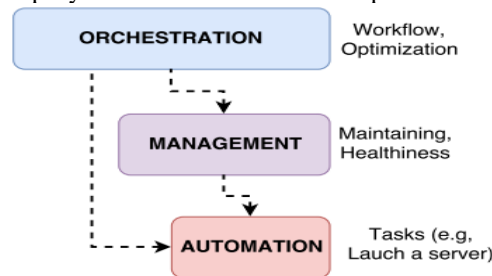 ORCHESTRATION
Workflow,
Optimization
MANAGEMENT
Maintaining,
Healthiness
AUTOMATION
Tasks (e.g,
Lauch a server)